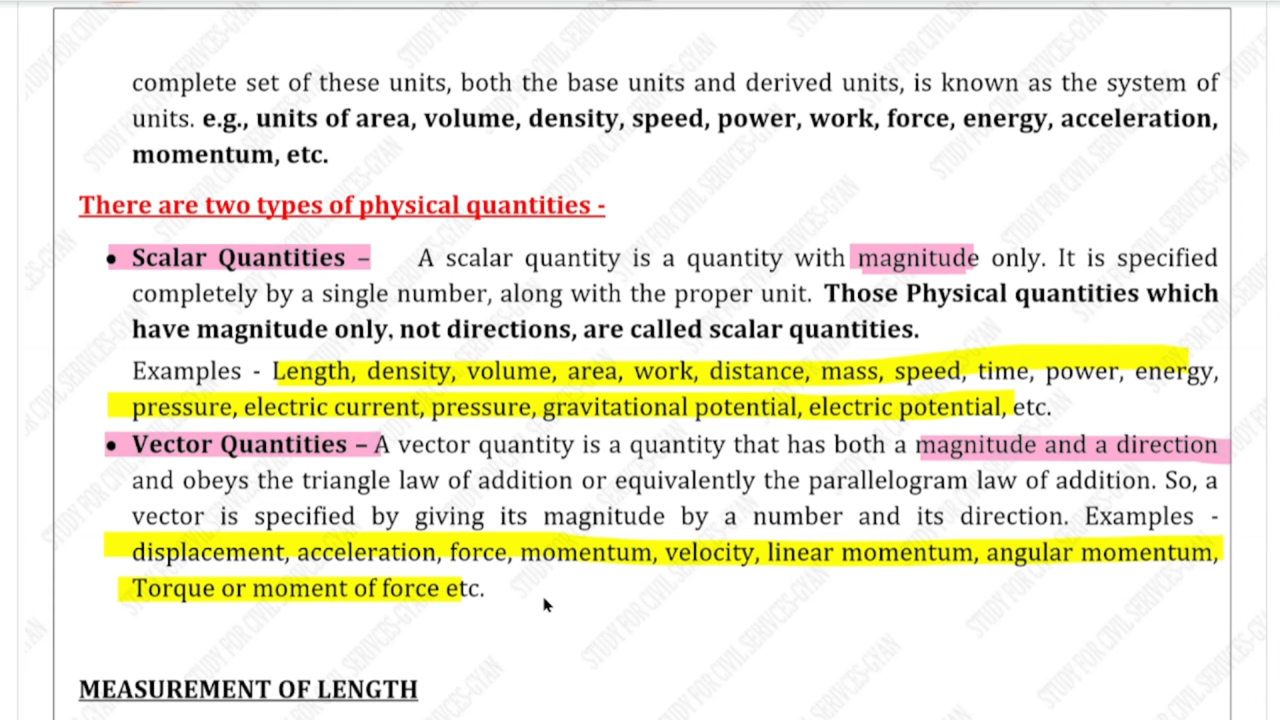 complete set of these units, both the base units and derived units, is known as the system of
units. e.g., units of area, volume, density, speed, power, work, force, energy, acceleration,
momentum, etc.
There are two types of physical quantities -
• Scalar Quantities – A scalar quantity is a quantity with magnitude only. It is specified
completely by a single number, along with the proper unit. Those Physical quantities which
have magnitude only, not directions, are called scalar quantities.
Examples - Length, density, volume, area, work, distance, mass, speed, time, power, energy,
pressure, electric current, pressure, gravitational potential, electric potential, etc.
• Vector Quantities – A vector quantity is a quantity that has both a magnitude and a direction
and obeys the triangle law of addition or equivalently the parallelogram law of addition. So, a
vector is specified by giving its magnitude by a number and its direction. Examples -
displacement, acceleration, force, momentum, velocity, linear momentum, angular momentum,
Torque or moment of force etc.
MEASUREMENT OF LENGTH
STUDY FOR CIVIL SERIVCES-GYAN